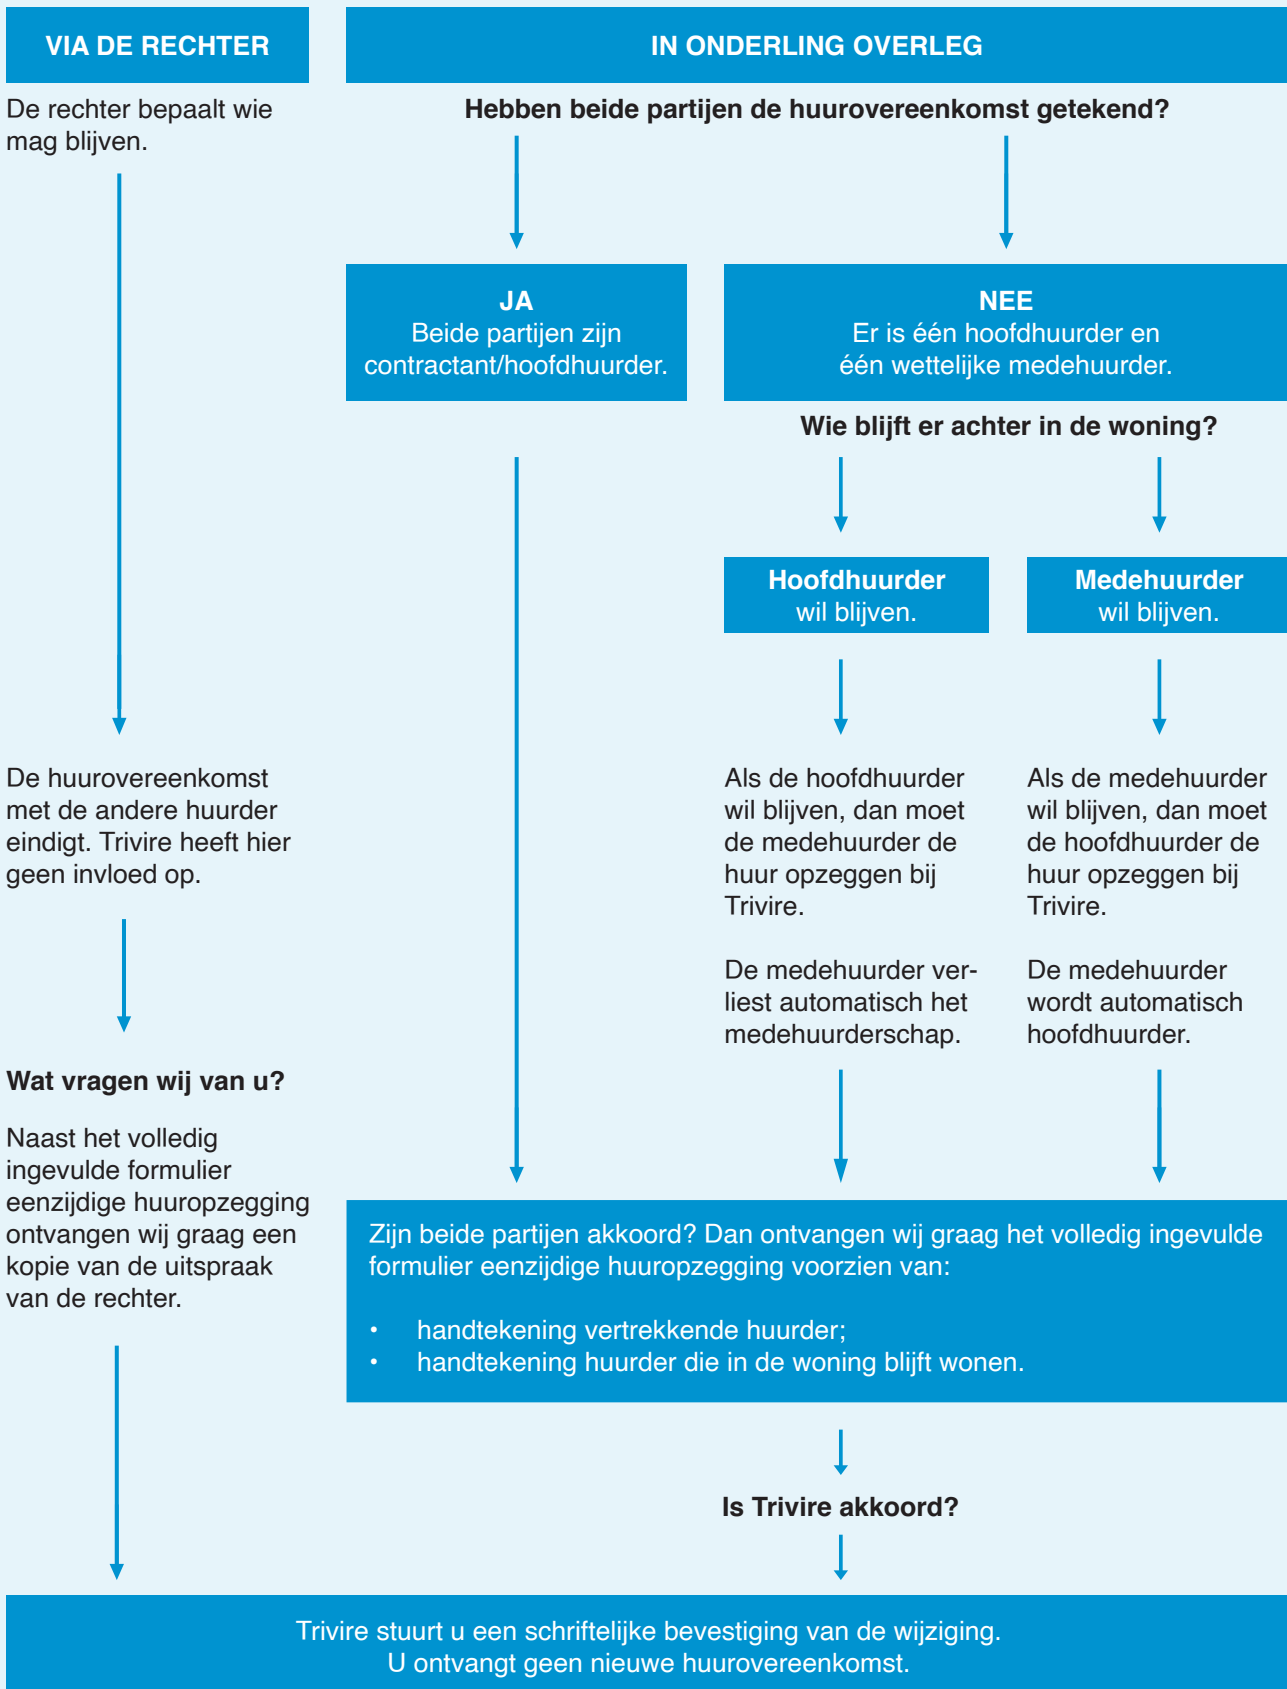 VIA DE RECHTER
De rechter bepaalt wie
mag blijven.
De huurovereenkomst
met de andere huurder
eindigt. Trivire heeft hier
geen invloed op.
Wat vragen wij van u?
Naast het volledig
ingevulde formulier
eenzijdige huuropzegging
ontvangen wij graag een
kopie van de uitspraak
van de rechter.
IN ONDERLING OVERLEG
Hebben beide partijen de huurovereenkomst getekend?
JA
Beide partijen zijn
contractant/hoofdhuurder.
NEE
Er is één hoofdhuurder en
één wettelijke medehuurder.
Wie blijft er achter in de woning?
Hoofdhuurder
wil blijven.
Als de hoofdhuurder
wil blijven, dan moet
de medehuurder de
huur opzeggen bij
Trivire.
De medehuurder ver-
liest automatisch het
medehuurderschap.
Medehuurder
wil blijven.
Als de medehuurder
wil blijven, dan moet
de hoofdhuurder de
huur opzeggen bij
Trivire.
De medehuurder
wordt automatisch
hoofdhuurder.
Zijn beide partijen akkoord? Dan ontvangen wij graag het volledig ingevulde
formulier eenzijdige huuropzegging voorzien van:
• handtekening vertrekkende huurder;
• handtekening huurder die in de woning blijft wonen.
Is Trivire akkoord?
Trivire stuurt u een schriftelijke bevestiging van de wijziging.
U ontvangt geen nieuwe huurovereenkomst.